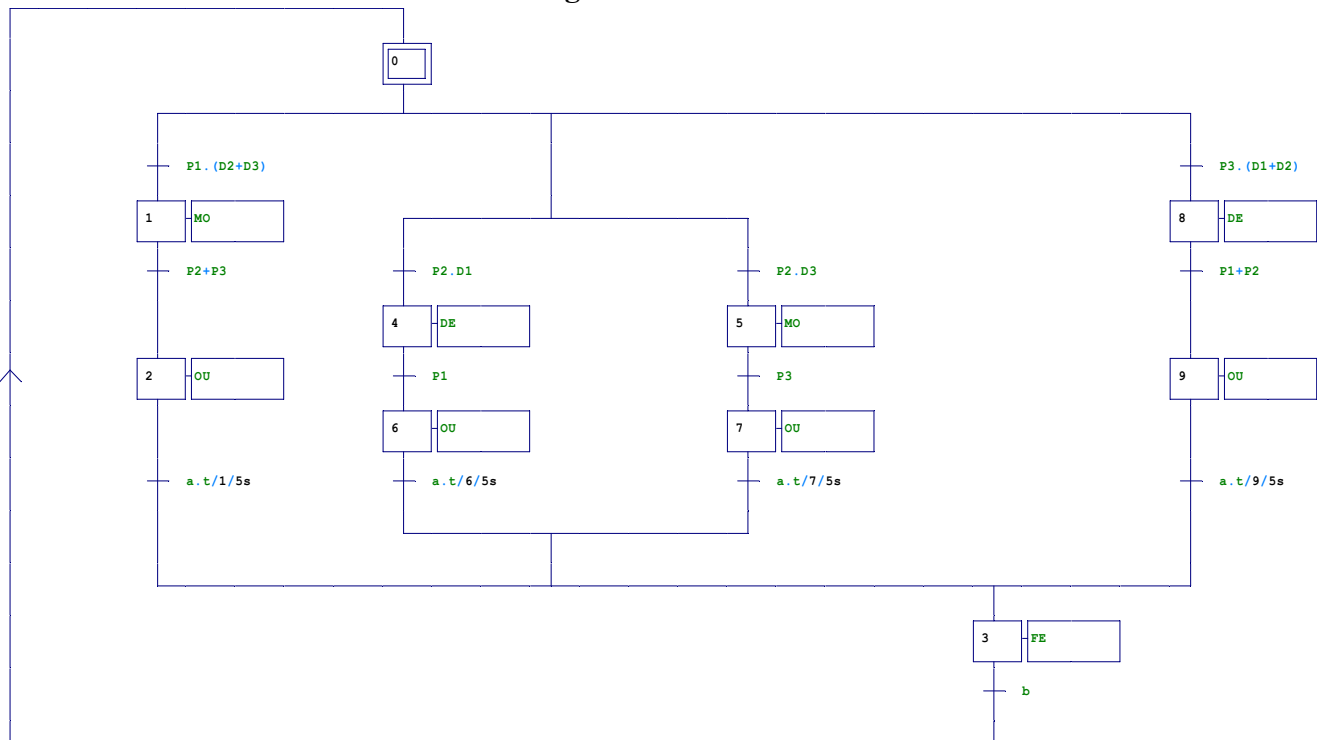 g
0
P1.(D2+D3)
P3.(D1+D2)
1 MO
8 DE
P2+P3
P2.D1
P2.D3
P1+P2
4 DE
5 MO
2 OU
P1
P3
9 OU
6 OU
7 OU
a.t/1/5s
a.t/6/5s
a.t/7/5s
a.t/9/5s
3 FE
b